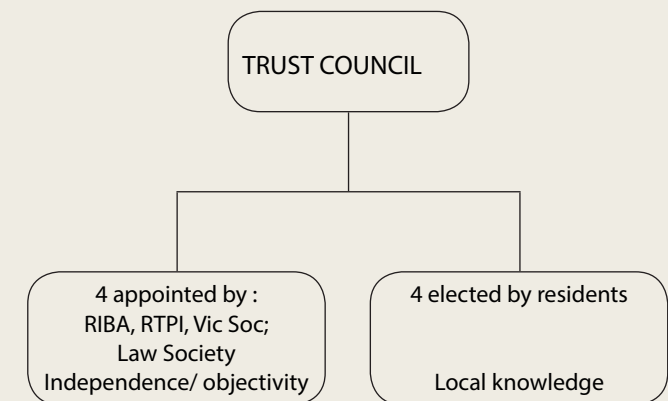 TRUST COUNCIL
4 appointed by :
RIBA, RTPI, Vic Soc;
Law Society
Independence/ objectivity
4 elected by residents
Local knowledge